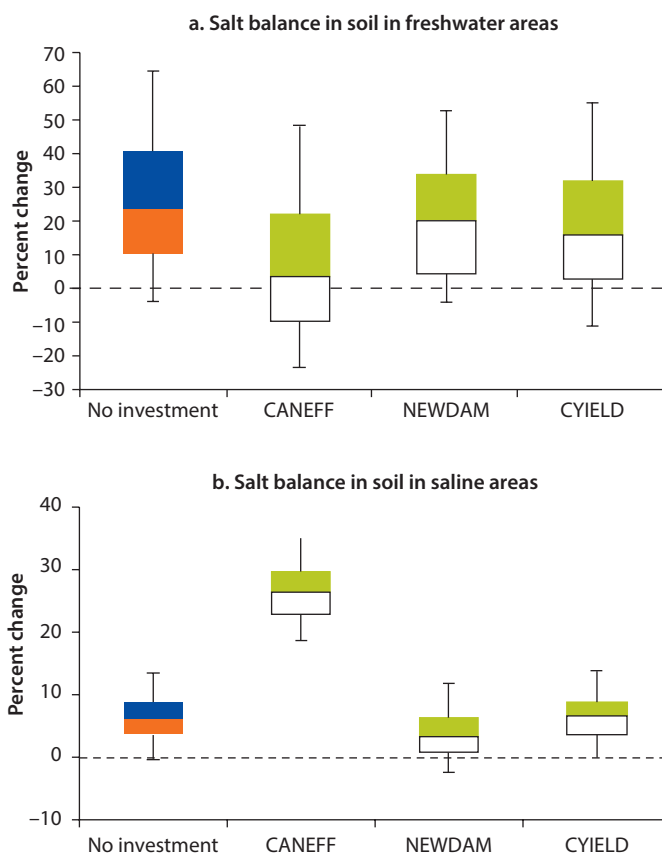 a. Salt balance in soil in freshwater areas
Percent change
70
60
50
40
30
20
10
0
–10
–20
–30
No investment CANEFF NEWDAM CYIELD
b. Salt balance in soil in saline areas
Percent change
40
30
20
10
0
–10
No investment CANEFF NEWDAM CYIELD